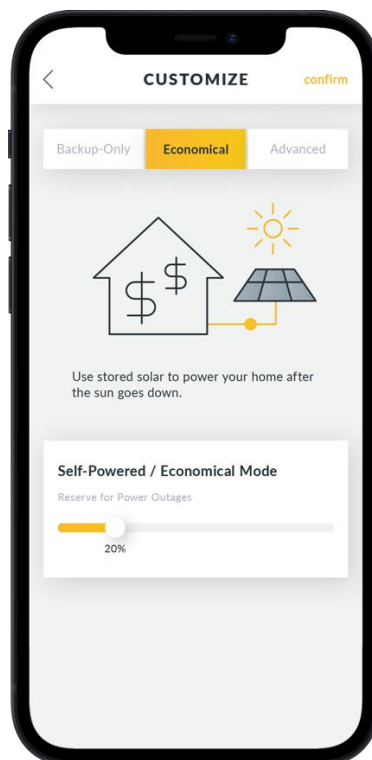 CUSTOMIZE
confirm
Backup-Only
Economical
Advanced
$ $
Use stored solar to power your home after
the sun goes down.
Self-Powered / Economical Mode
Reserve for Power Outages
20%